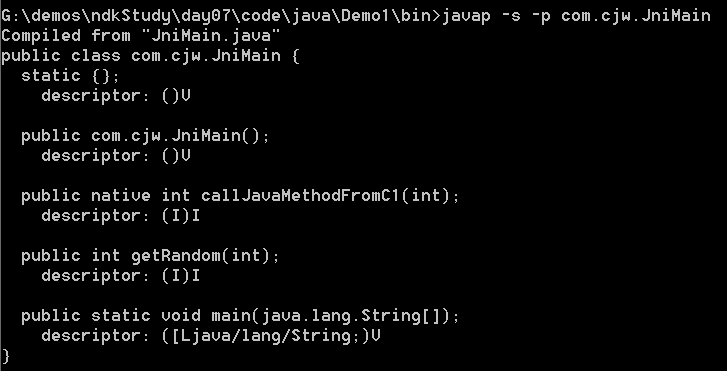 G:\demos\ndkStudy\day07\code\java\Demo1\bin>javap -s -p com.cjw.JniMain
Compiled from "JniMain.java"
public class com.cjw.JniMain {
  static {};
    descriptor: ()V
  public com.cjw.JniMain();
    descriptor: ()V
  public native int callJavaMethodFromC1(int);
    descriptor: (I)I
  public int getRandom(int);
    descriptor: (I)I
  public static void main(java.lang.String[]);
    descriptor: ([Ljava/lang/String;)V
}